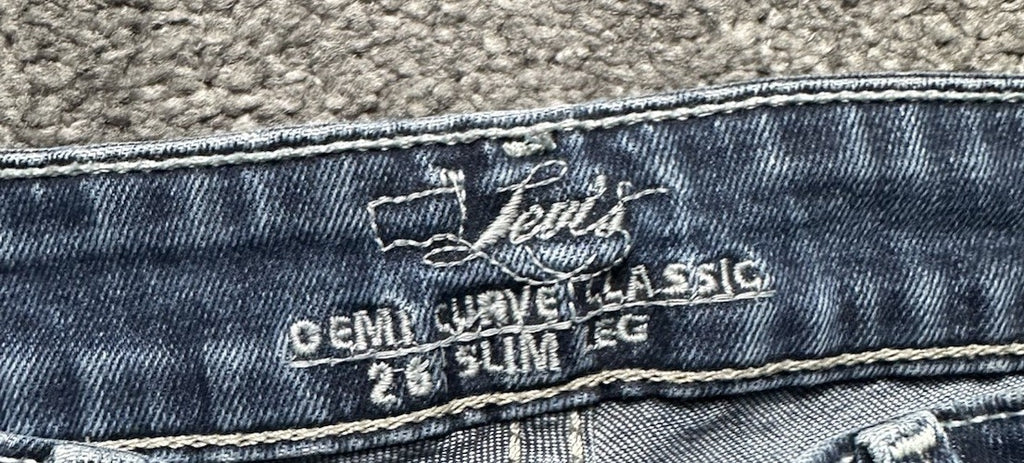 Levi's
DEMI CURVE CLASSIC
26 SLIM LEG